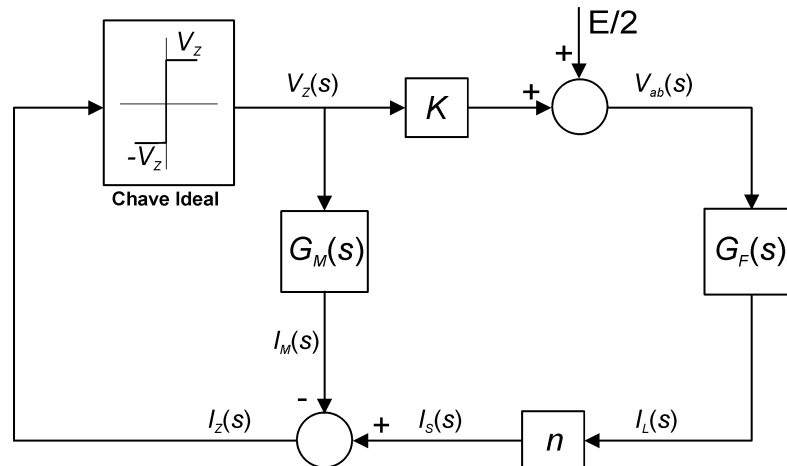 E/2
V_Z
-V_Z
Chave Ideal
V_Z(s)
K
+
+
V_ab(s)
G_M(s)
G_F(s)
I_M(s)
-
I_Z(s)
+
I_S(s)
n
I_L(s)